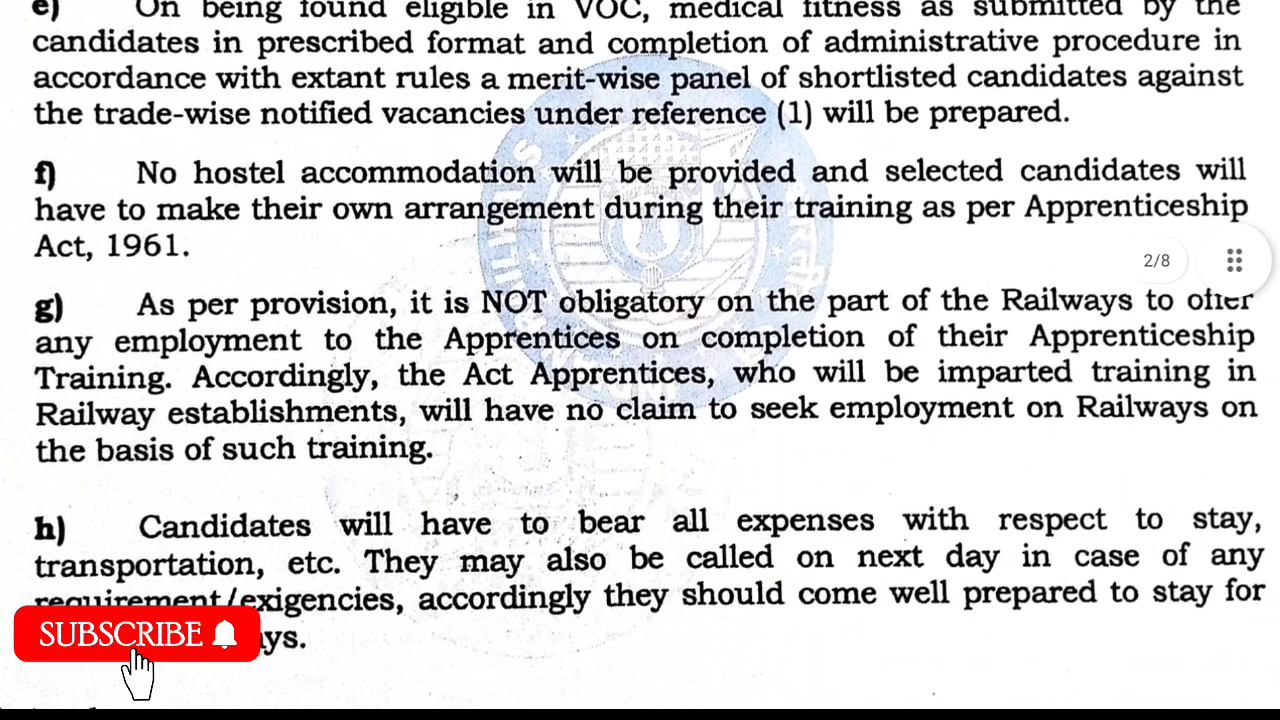 e) On being found eligible in VOC, medical fitness as submitted by the
candidates in prescribed format and completion of administrative procedure in
accordance with extant rules a merit-wise panel of shortlisted candidates against
the trade-wise notified vacancies under reference (1) will be prepared.
f) No hostel accommodation will be provided and selected candidates will
have to make their own arrangement during their training as per Apprenticeship
Act, 1961.
2/8
g) As per provision, it is NOT obligatory on the part of the Railways to offer
any employment to the Apprentices on completion of their Apprenticeship
Training. Accordingly, the Act Apprentices, who will be imparted training in
Railway establishments, will have no claim to seek employment on Railways on
the basis of such training.
h) Candidates will have to bear all expenses with respect to stay,
transportation, etc. They may also be called on next day in case of any
requirement/exigencies, accordingly they should come well prepared to stay for
SUBSCRIBE